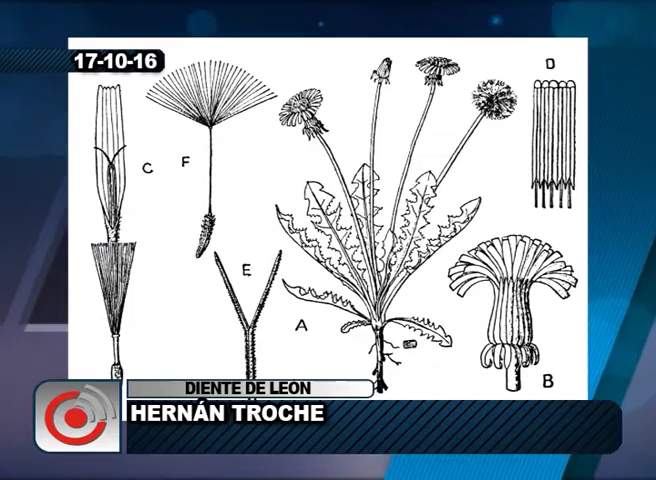 17-10-16
D
C
F
E
A
B
DIENTE DE LEON
HERNÁN TROCHE